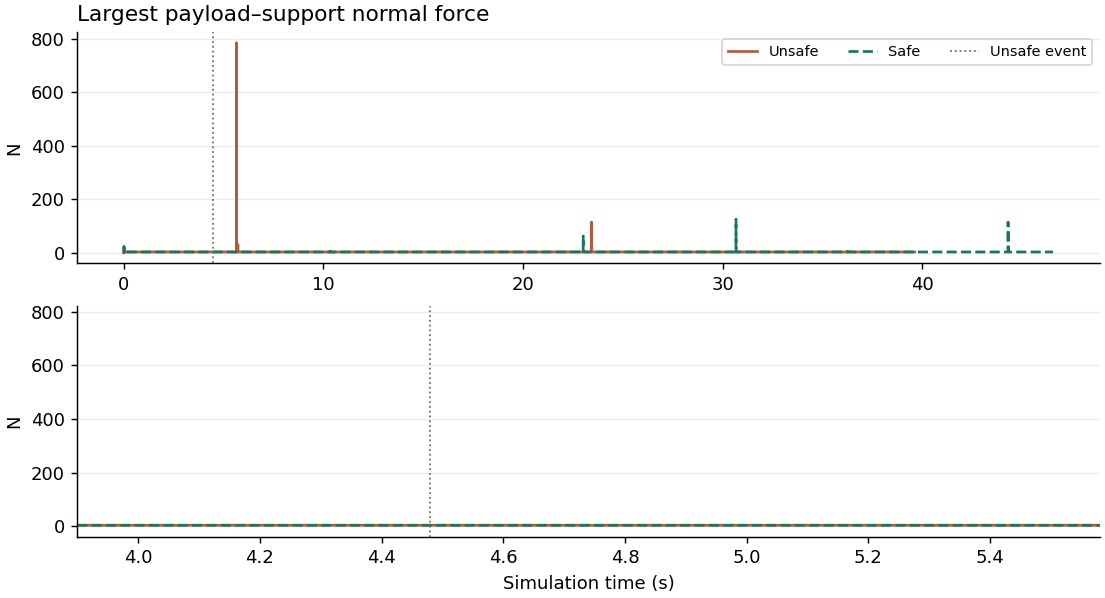 Largest payload–support normal force
Unsafe Safe Unsafe event
800
600
400
200
0
N
0 10 20 30 40
800
600
400
200
0
N
4.0 4.2 4.4 4.6 4.8 5.0 5.2 5.4
Simulation time (s)